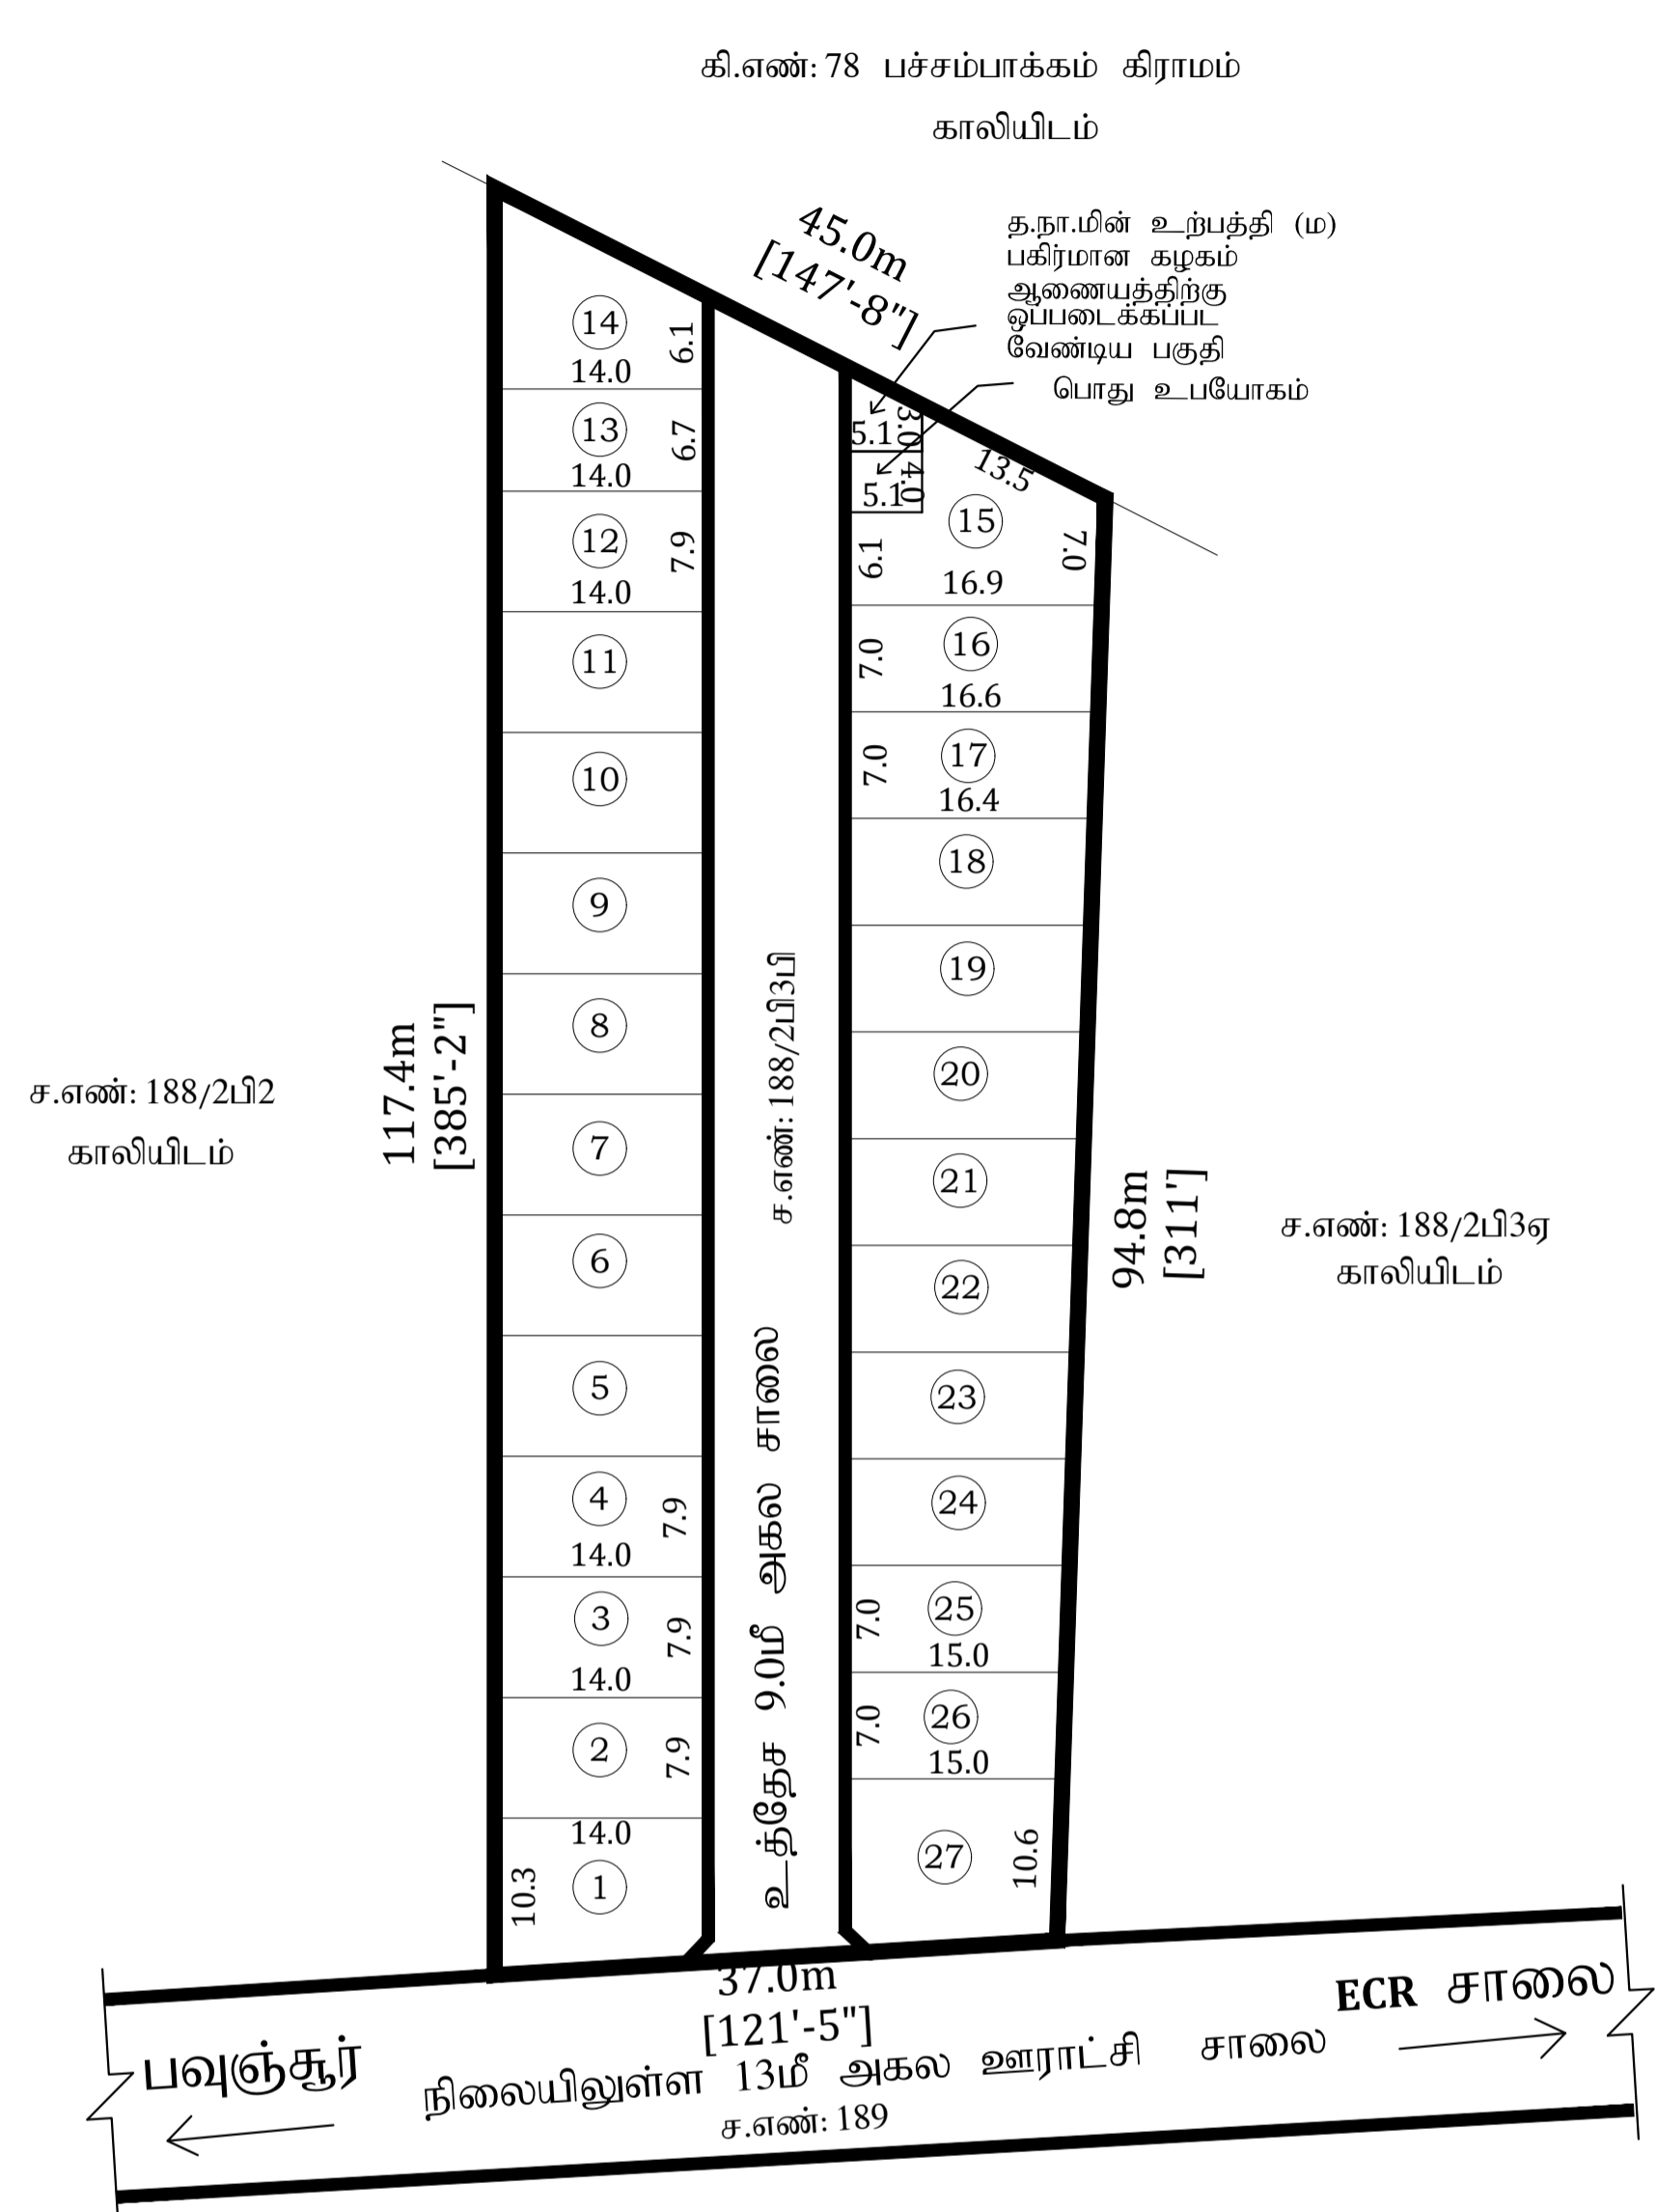 கி.எண்: 78 பச்சம்பாக்கம் கிராமம்
காலியிடம்
45.0m
[147'-8"]
த.நா.மின் உற்பத்தி (ம)
பகிர்மான கழகம்
ஆணையத்திற்கு
ஒப்படைக்கப்பட
வேண்டிய பகுதி
பொது உபயோகம்
14
6.1
14.0
13
6.7
14.0
12
7.9
14.0
11
10
9
8
7
6
5
4
7.9
14.0
3
7.9
14.0
2
7.9
14.0
10.3
1
117.4m
[385'-2"]
ச.எண்: 188/2பி2
காலியிடம்
ச.எண்: 188/2பி3பி
உத்தேச 9.0மீ அகல சாலை
5.1
3.0
5.1
4.0
13.5
15
6.1
7.0
16.9
7.0
16
16.6
7.0
17
16.4
18
19
20
21
22
23
24
7.0
25
15.0
7.0
26
15.0
27
10.6
94.8m
[311']
ச.எண்: 188/2பி3ஏ
காலியிடம்
37.0m
[121'-5"]
ECR சாலை
பவுஞ்சூர்
நிலையிலுள்ள 13மீ அகல ஊராட்சி சாலை
ச.எண்: 189